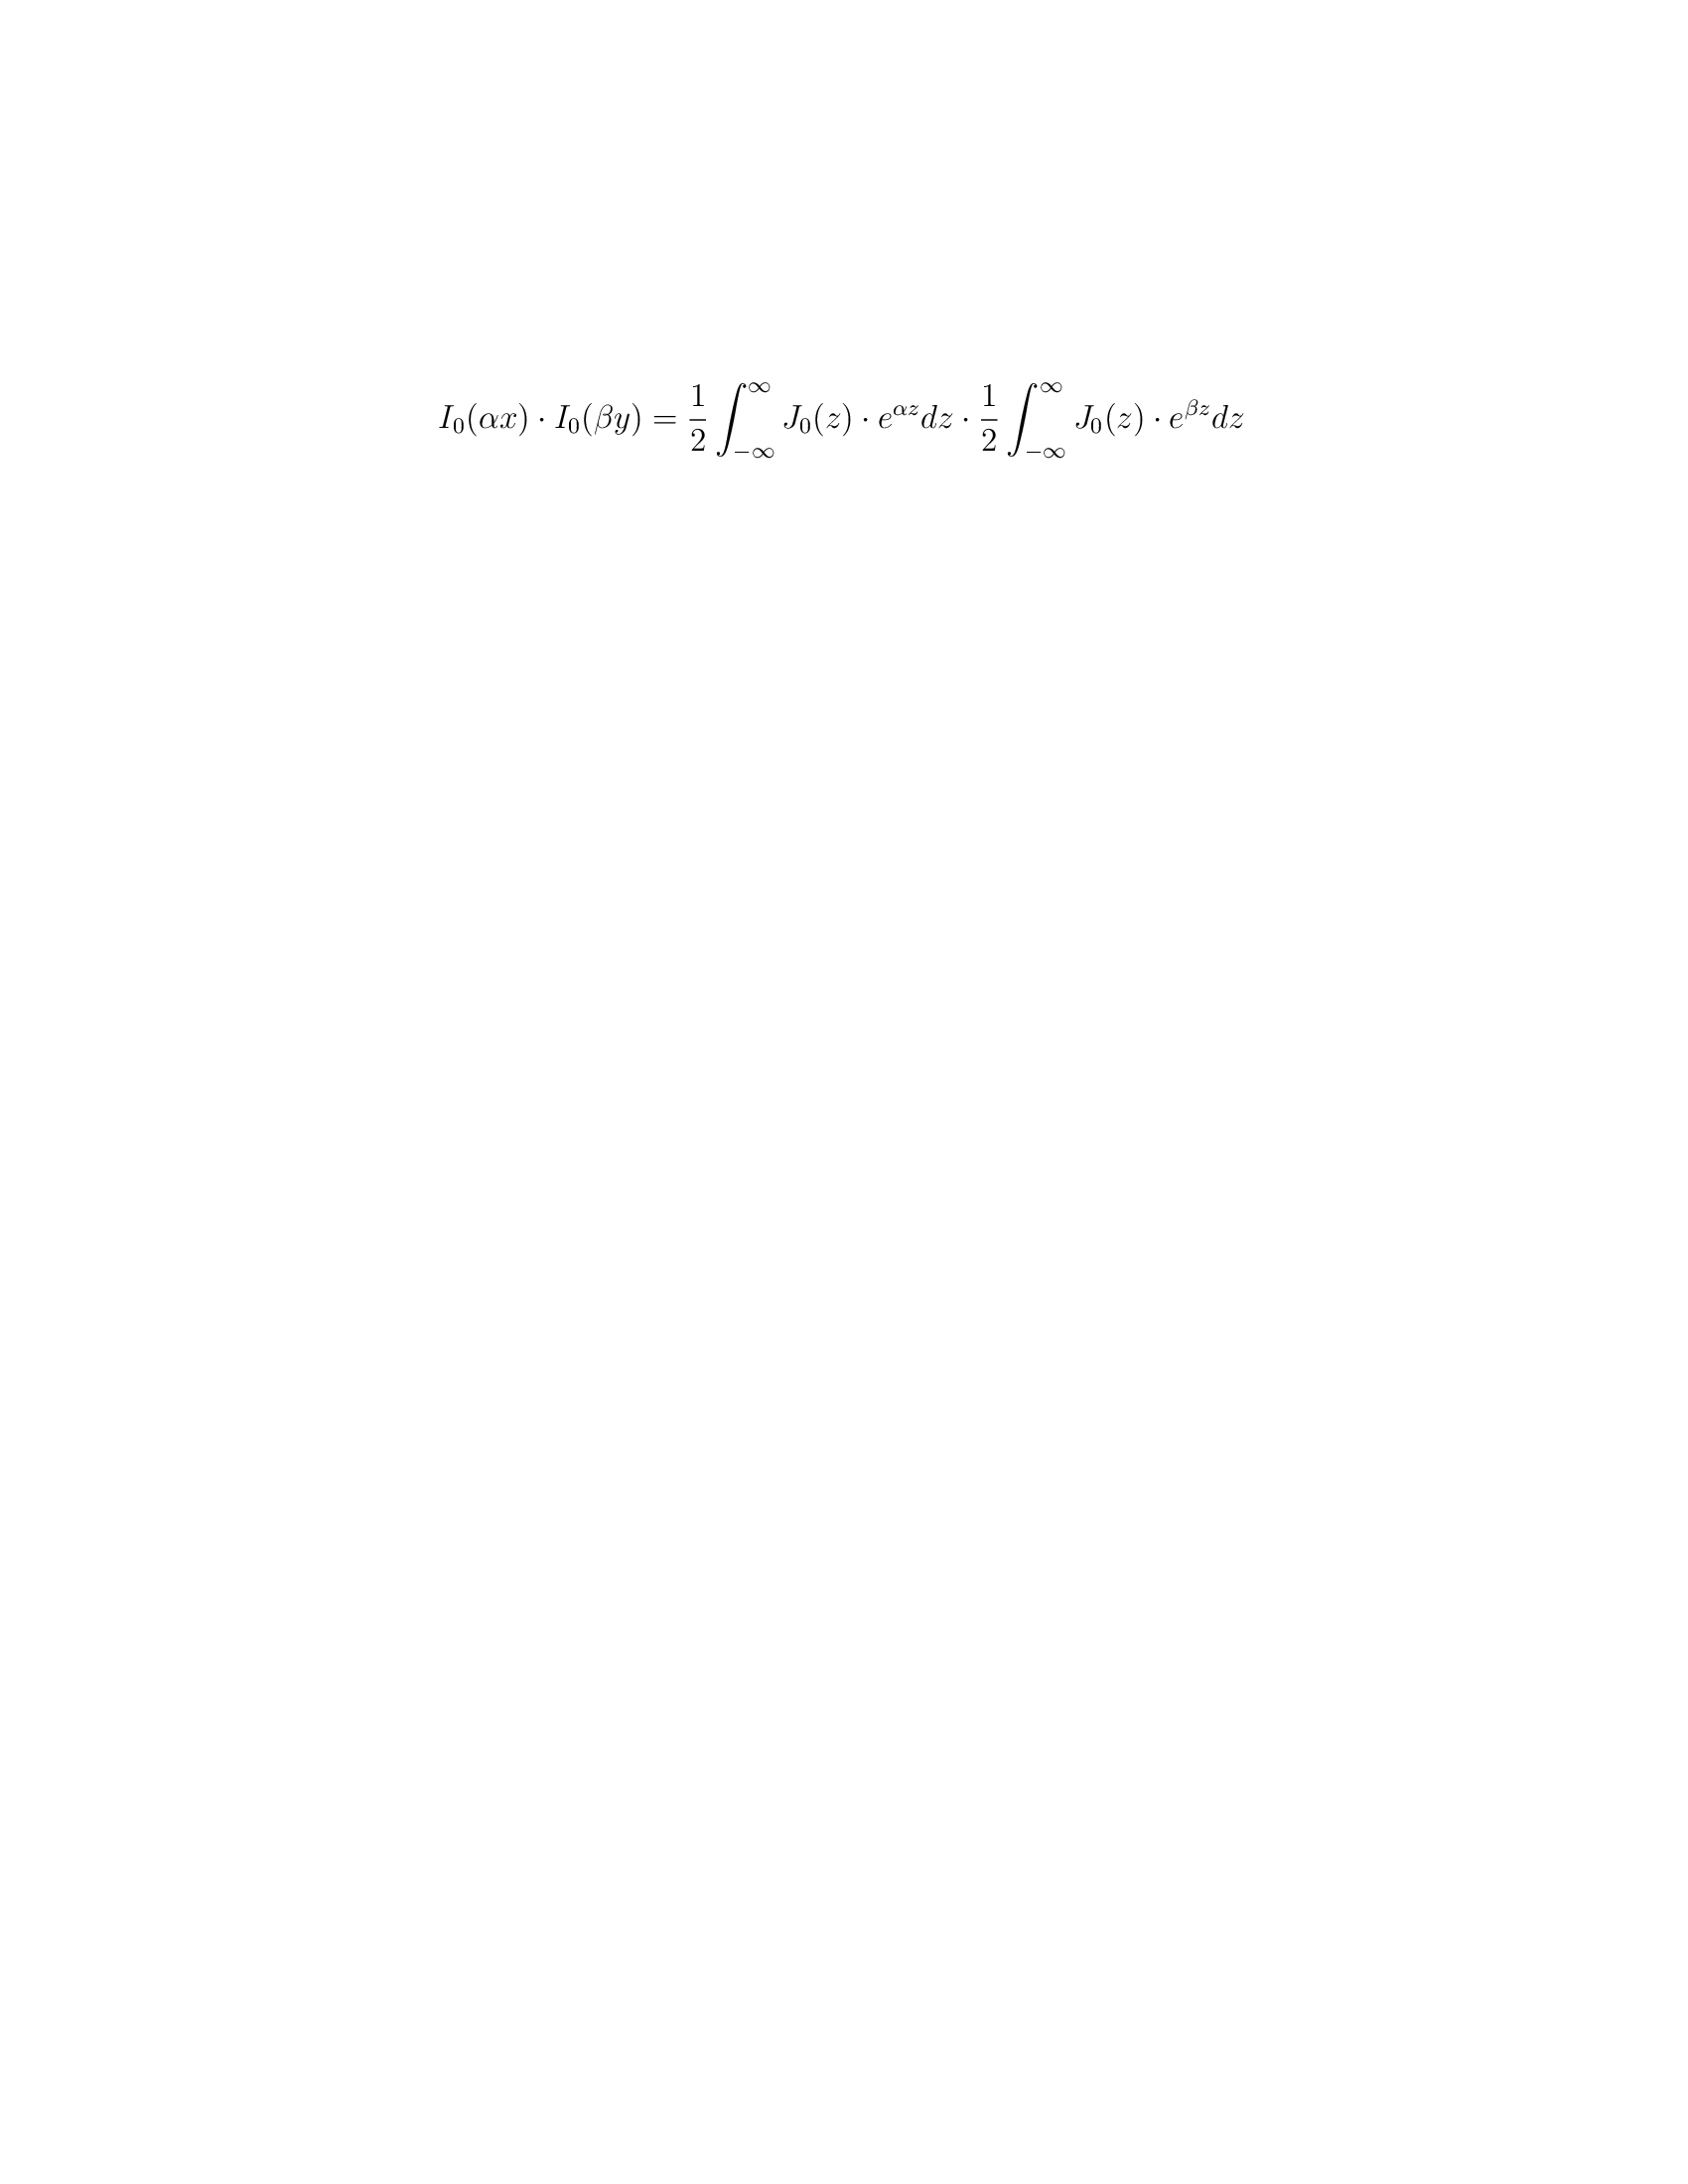 $I_0(\alpha x) \cdot I_0(\beta y) = \frac{1}{2} \int_{-\infty}^{\infty} J_0(z) \cdot e^{\alpha z} dz \cdot \frac{1}{2} \int_{-\infty}^{\infty} J_0(z) \cdot e^{\beta z} dz$